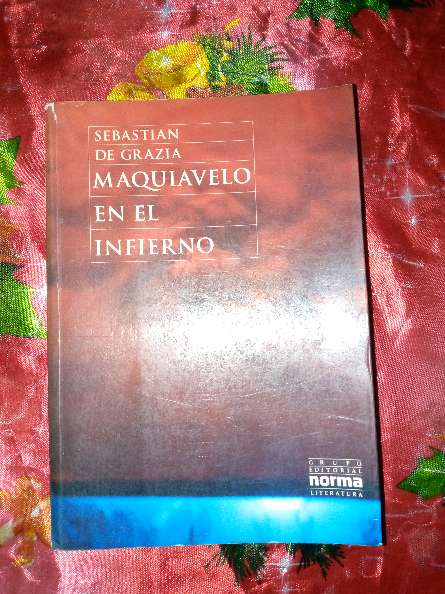 SEBASTIAN
DE GRAZIA
MAQUIAVELO
EN EL
INFIERNO
GRUPO
EDITORIAL
norma
LITERATURA